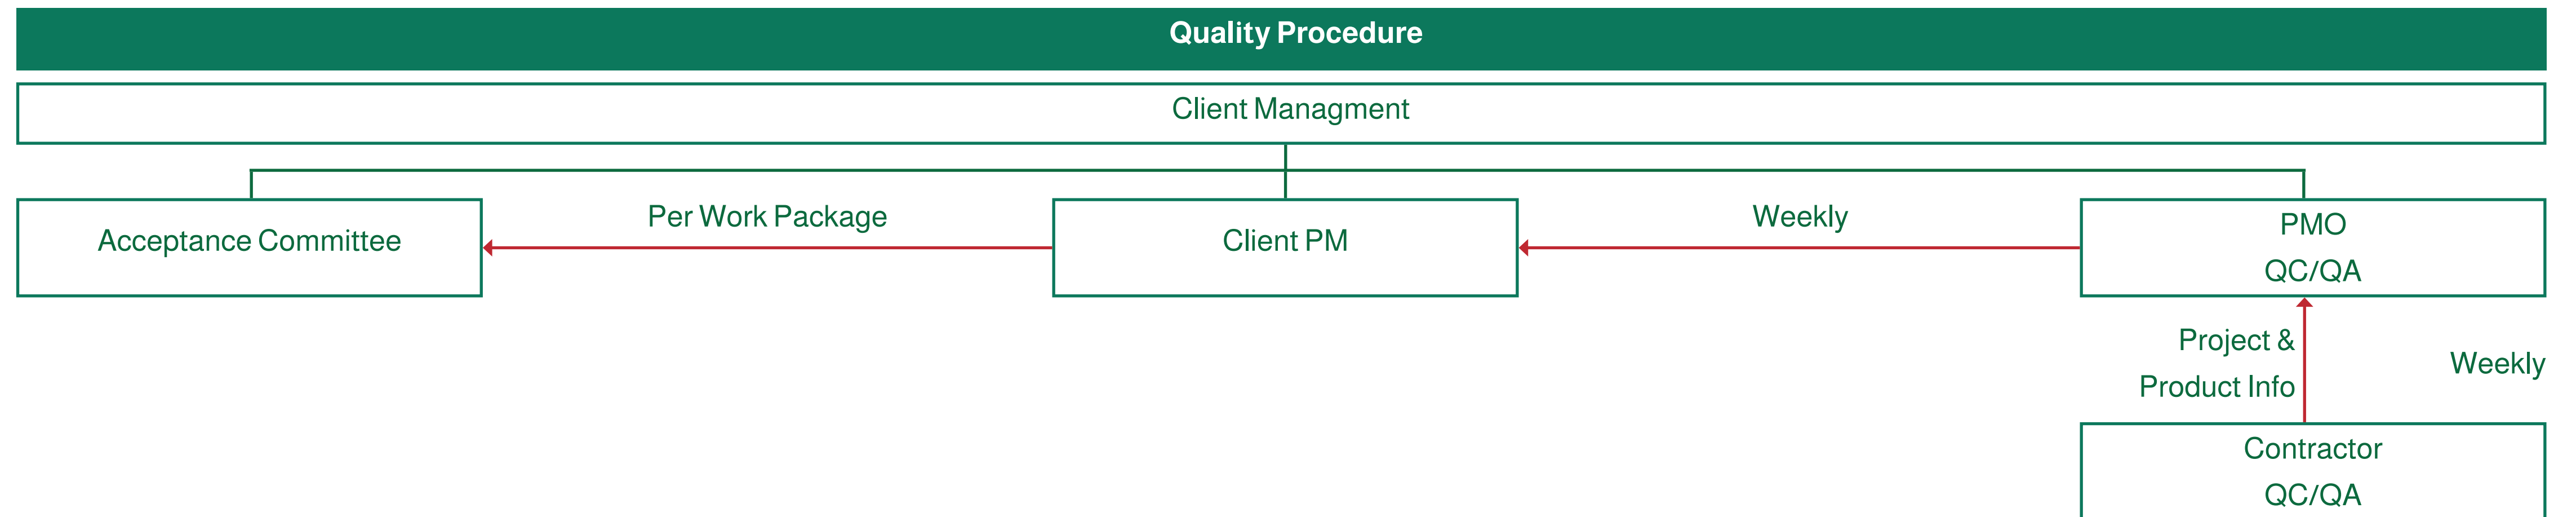 Quality Procedure
Client Managment
Acceptance Committee
Per Work Package
Client PM
Weekly
PMO
QC/QA
Project &
Product Info
Weekly
Contractor
QC/QA